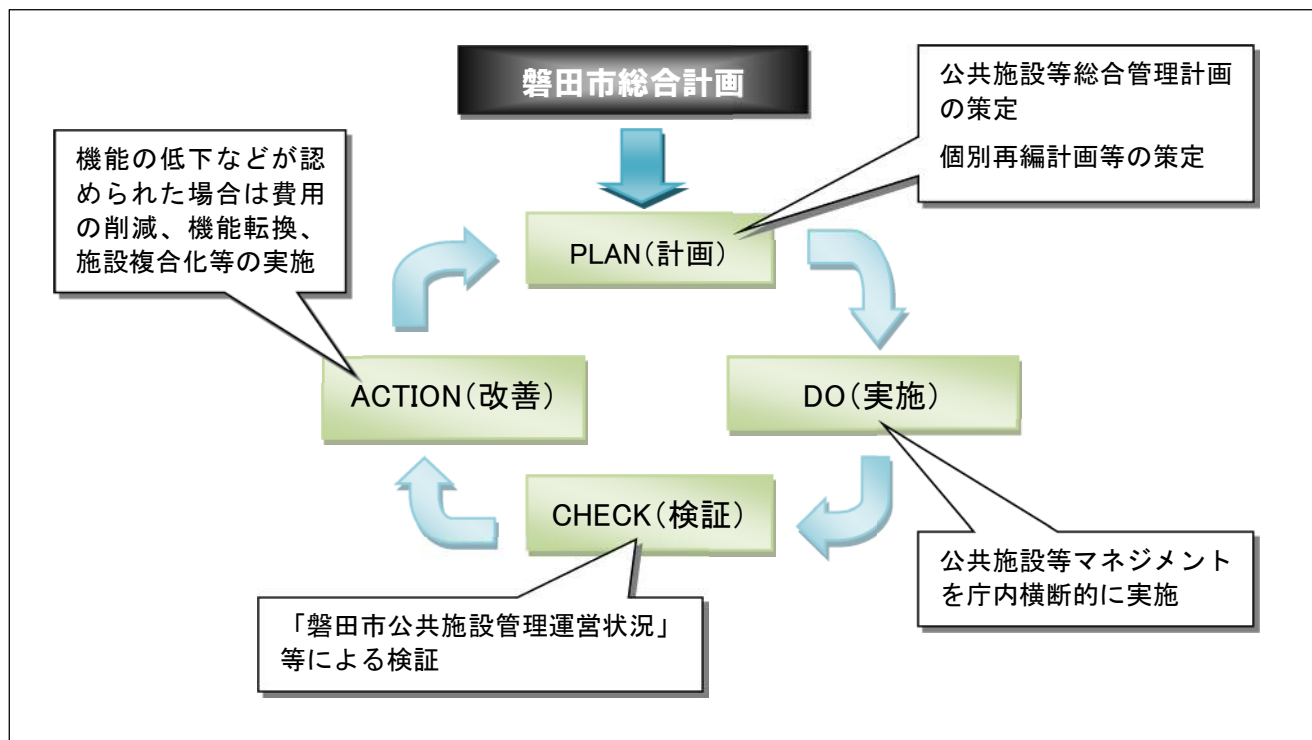 磐田市総合計画
公共施設等総合管理計画
の策定
個別再編計画等の策定
機能の低下などが認
められた場合は費用
の削減、機能転換、
施設複合化等の実施
PLAN(計画)
ACTION(改善)
DO(実施)
CHECK(検証)
公共施設等マネジメント
を庁内横断的に実施
「磐田市公共施設管理運営状況」
等による検証